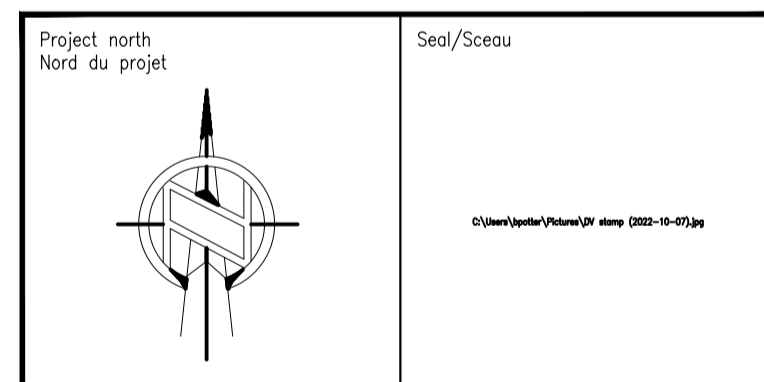 Project north
Nord du projet
Seal/Sceau
C:\Users\bpotter\Pictures\DV stamp (2022-10-07).jpg